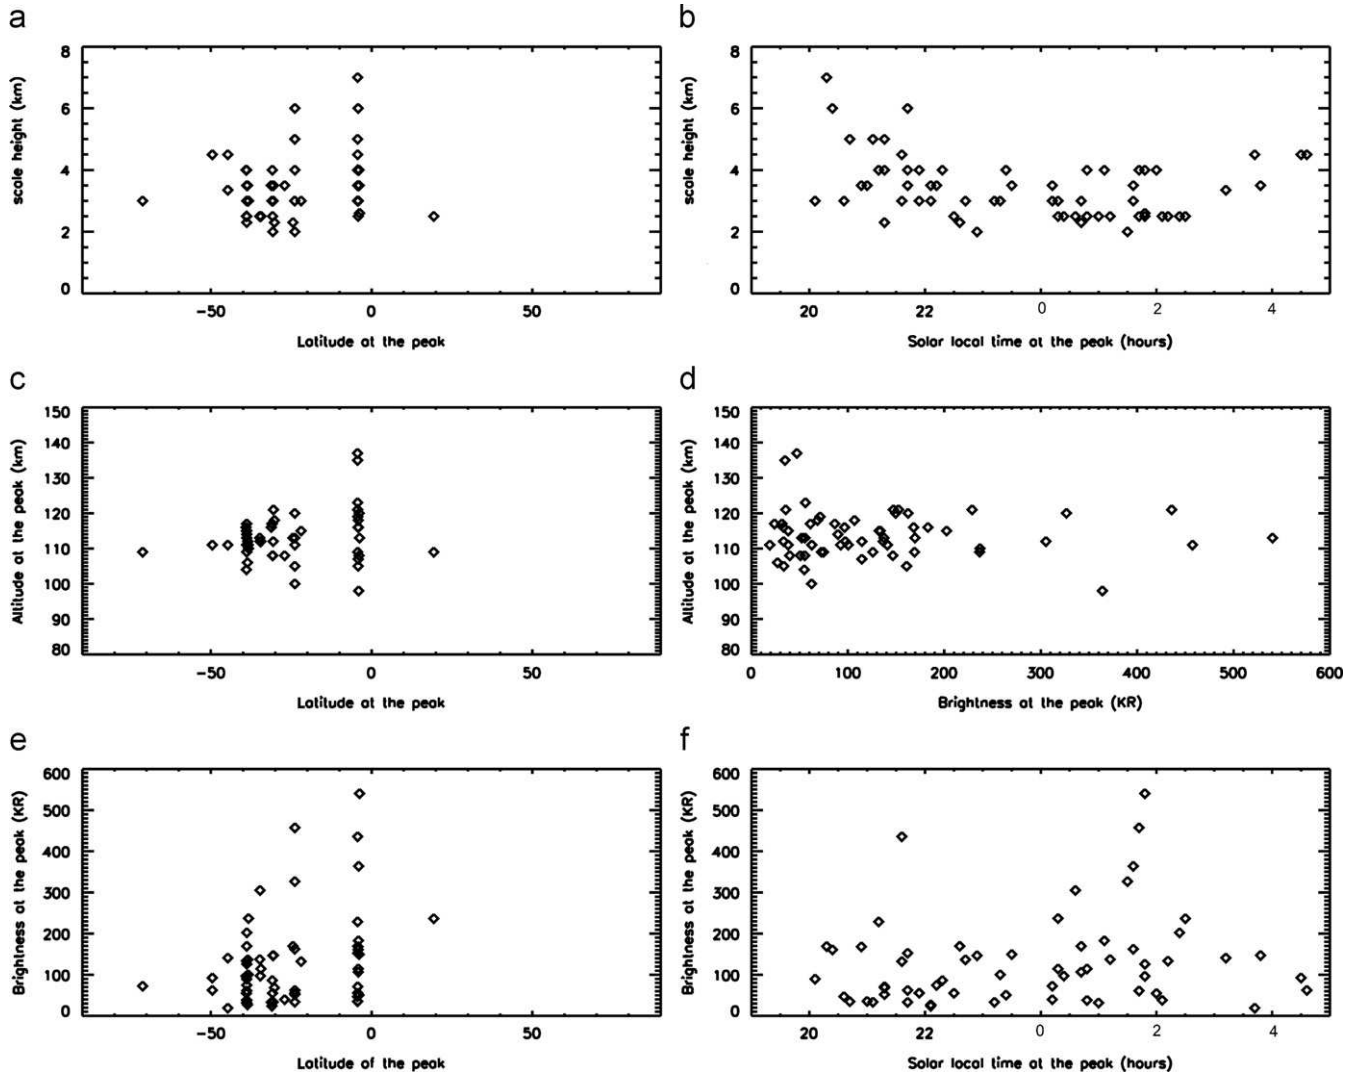 a
8
6
4
2
0
scale height (km)
−50 0 50
Latitude at the peak
b
8
6
4
2
0
scale height (km)
20 22 0 2 4
Solar local time at the peak (hours)
c
150
140
130
120
110
100
90
80
Altitude at the peak (km)
−50 0 50
Latitude at the peak
d
150
140
130
120
110
100
90
80
Altitude at the peak (km)
0 100 200 300 400 500 600
Brightness at the peak (KR)
e
600
500
400
300
200
100
0
Brightness at the peak (KR)
−50 0 50
Latitude of the peak
f
600
500
400
300
200
100
0
Brightness at the peak (KR)
20 22 0 2 4
Solar local time at the peak (hours)